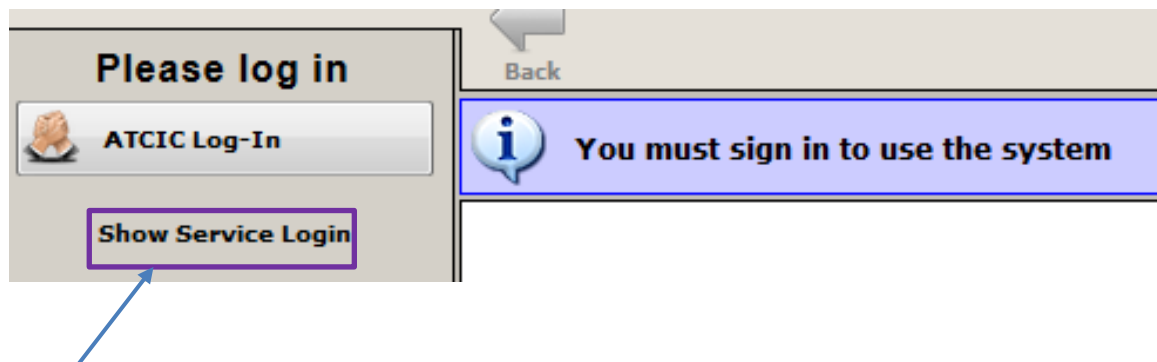 Please log in
ATCIC Log-In
Show Service Login
Back
You must sign in to use the system